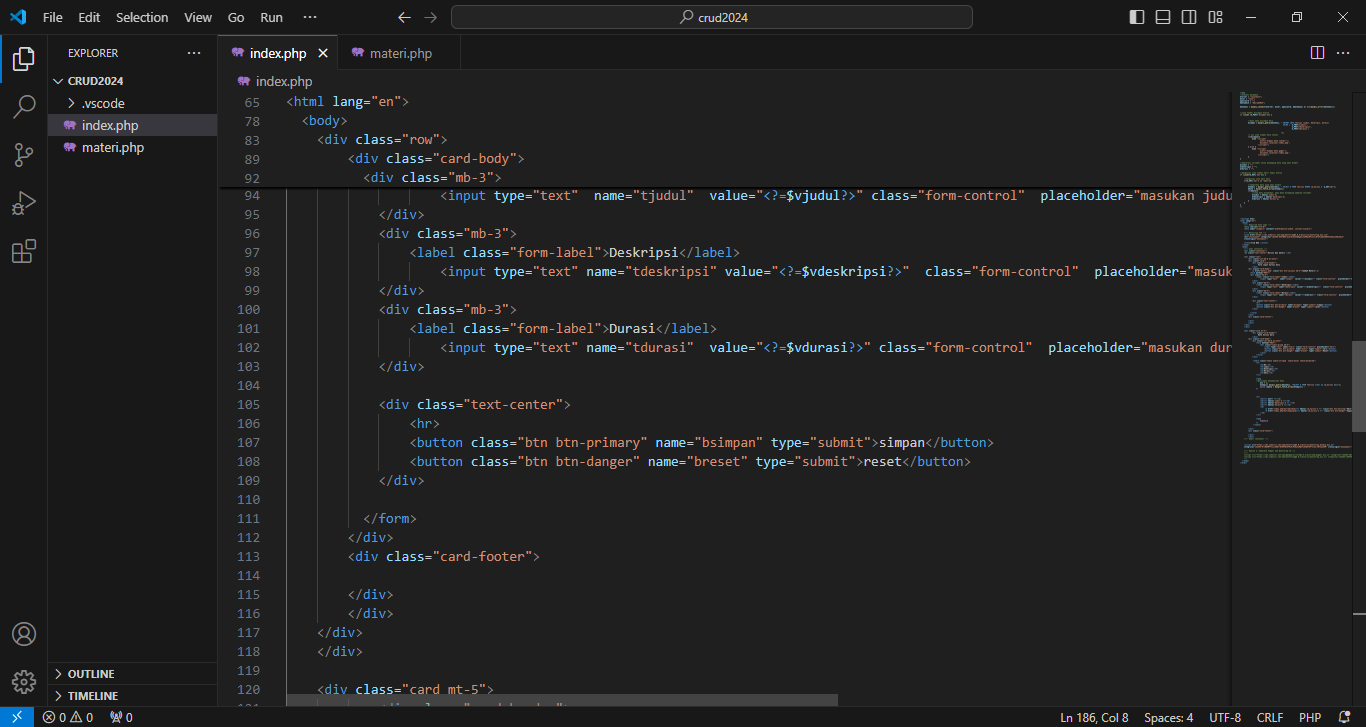 File Edit Selection View Go Run ··· crud2024
EXPLORER ···
CRUD2024
.vscode
index.php
materi.php
index.php materi.php
index.php
65 <html lang="en">
78 <body>
83 <div class="row">
89 <div class="card-body">
92 <div class="mb-3">
94 <input type="text"  name="tjudul"  value="<?=$vjudul?>" class="form-control"  placeholder="masukan judu
95 </div>
96 <div class="mb-3">
97 <label class="form-label">Deskripsi</label>
98 <input type="text" name="tdeskripsi" value="<?=$vdeskripsi?>"  class="form-control"  placeholder="masuk
99 </div>
100 <div class="mb-3">
101 <label class="form-label">Durasi</label>
102 <input type="text" name="tdurasi"  value="<?=$vdurasi?>" class="form-control"  placeholder="masukan dur
103 </div>
104
105 <div class="text-center">
106 <hr>
107 <button class="btn btn-primary" name="bsimpan" type="submit">simpan</button>
108 <button class="btn btn-danger" name="breset" type="submit">reset</button>
109 </div>
110
111 </form>
112 </div>
113 <div class="card-footer">
114
115 </div>
116 </div>
117 </div>
118 </div>
119
120 <div class="card mt-5">
OUTLINE
TIMELINE
0 0 0 Ln 186, Col 8 Spaces: 4 UTF-8 CRLF PHP